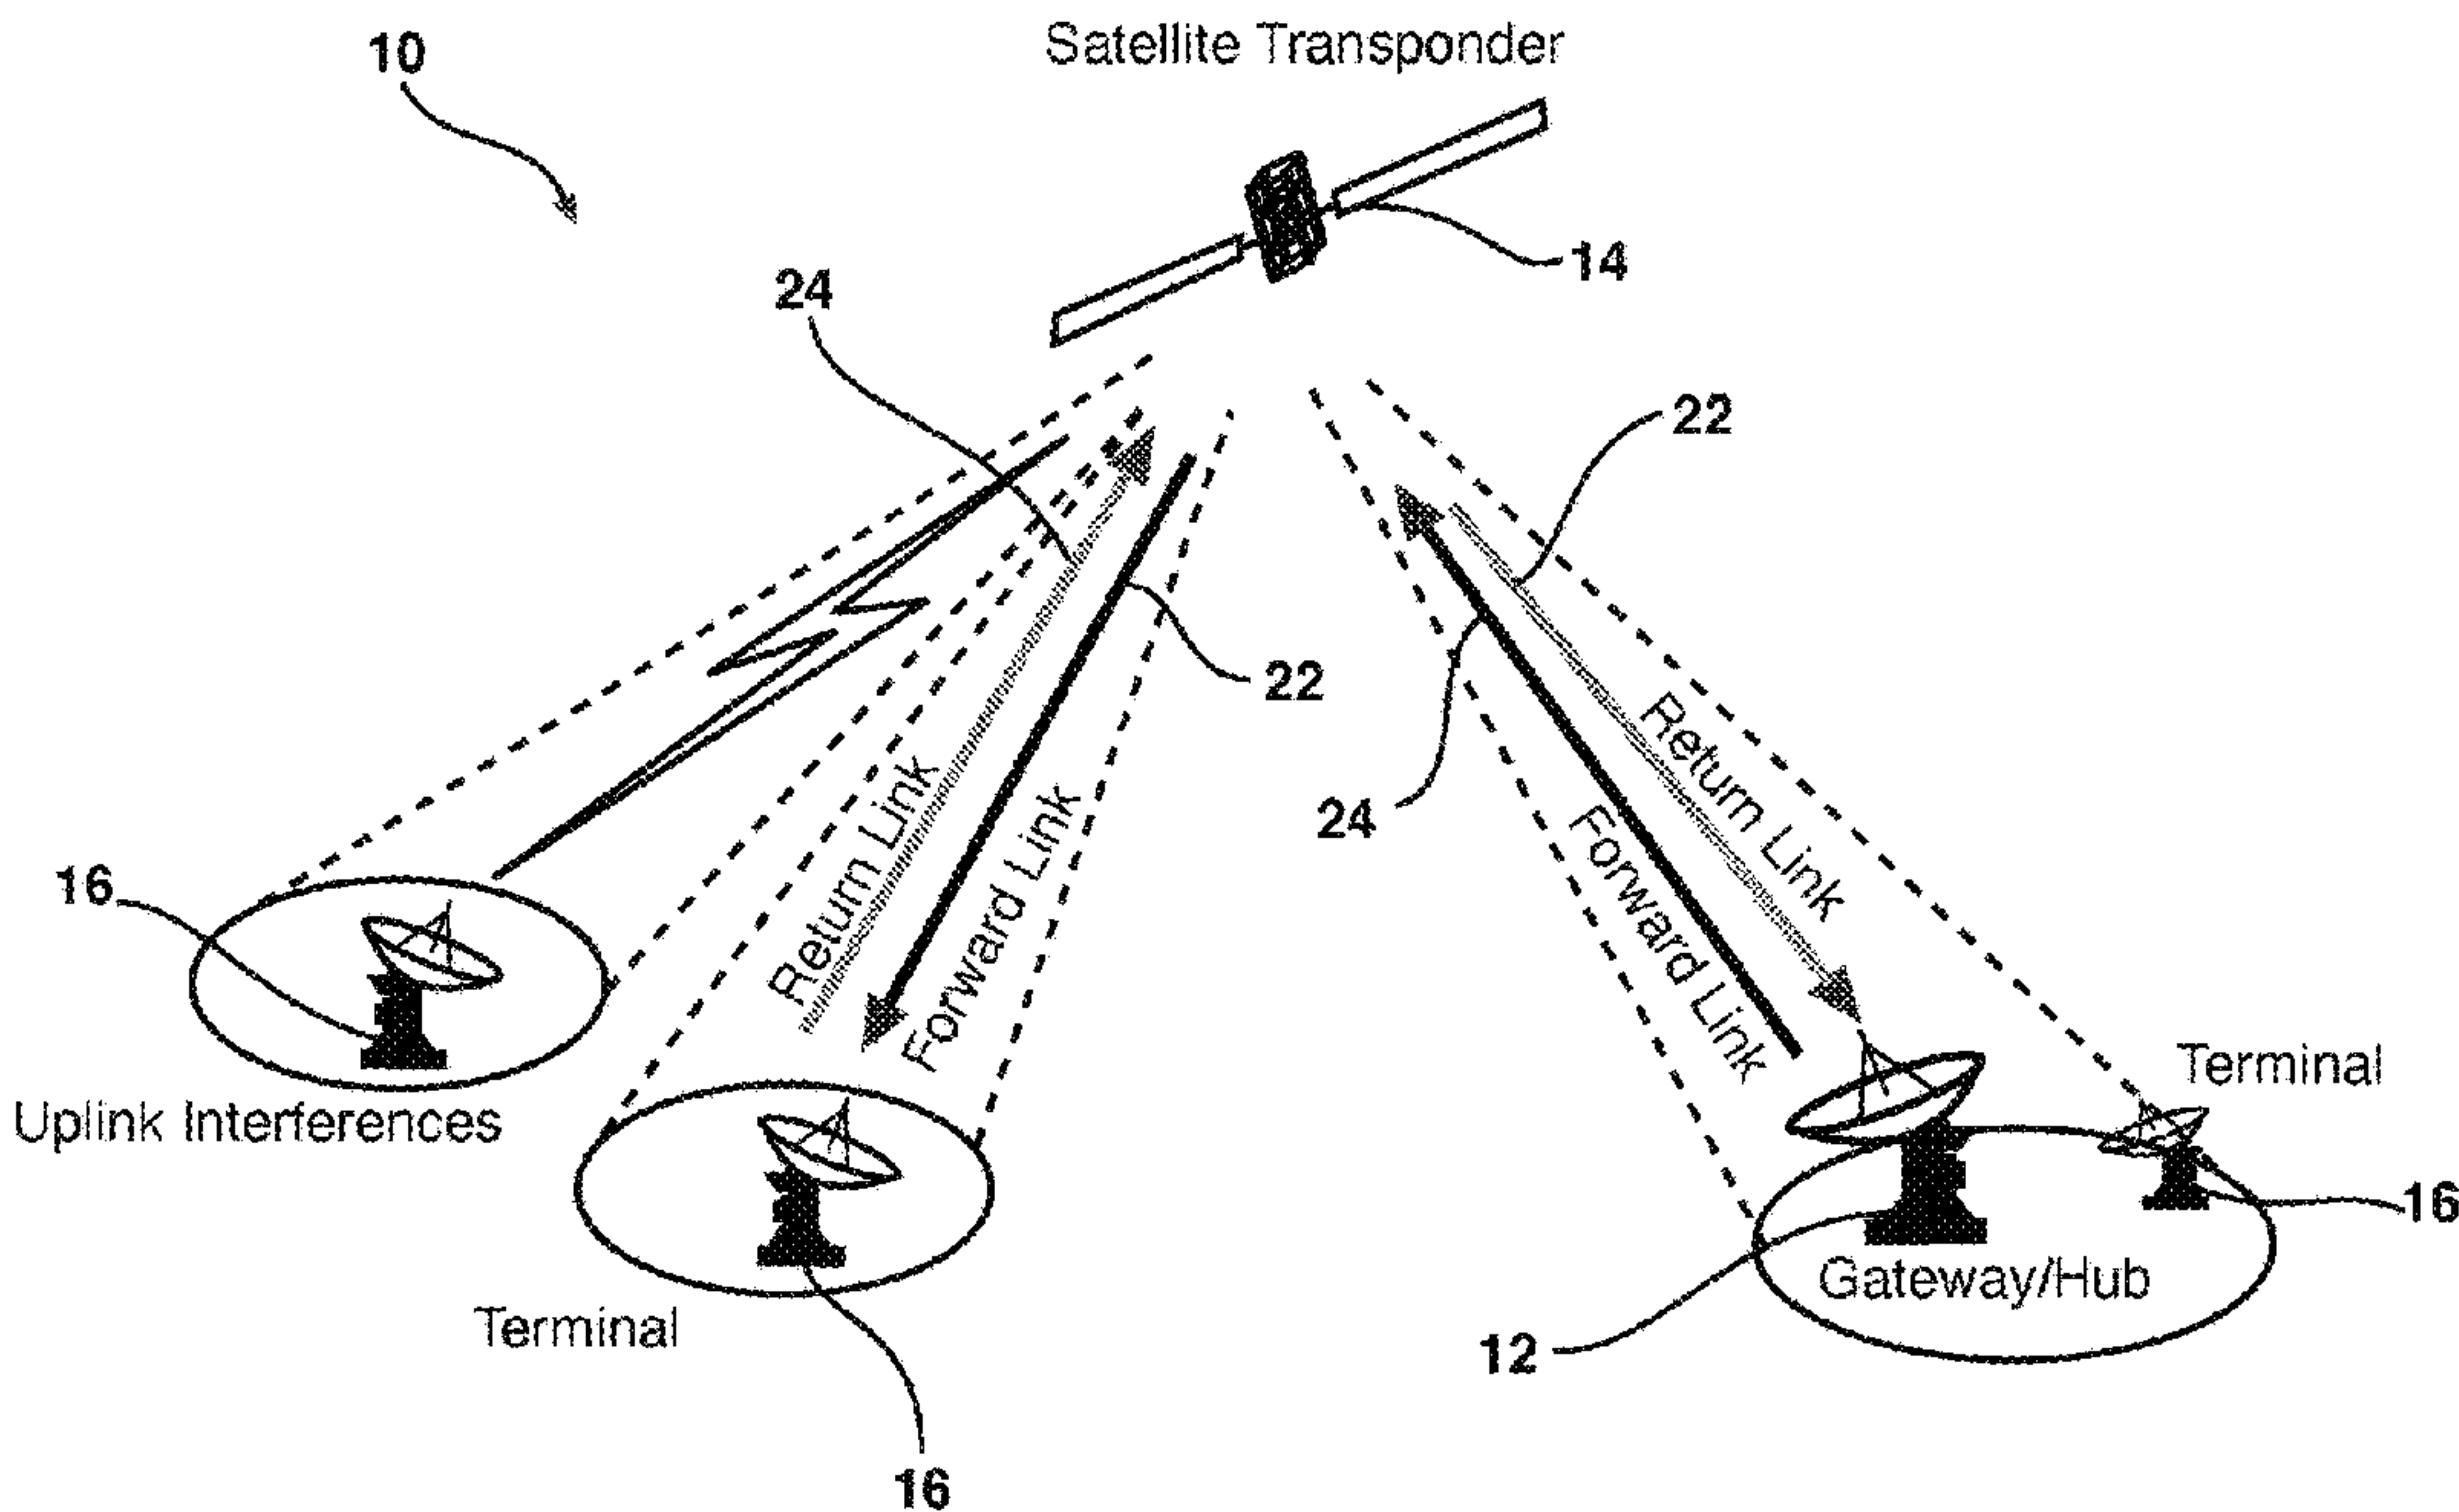 Satellite Transponder
10
14
24
22
22
24
Return Link
Forward Link
Return Link
Forward Link
16
Uplink Interferences
Terminal
16
Terminal
16
Gateway/Hub
12